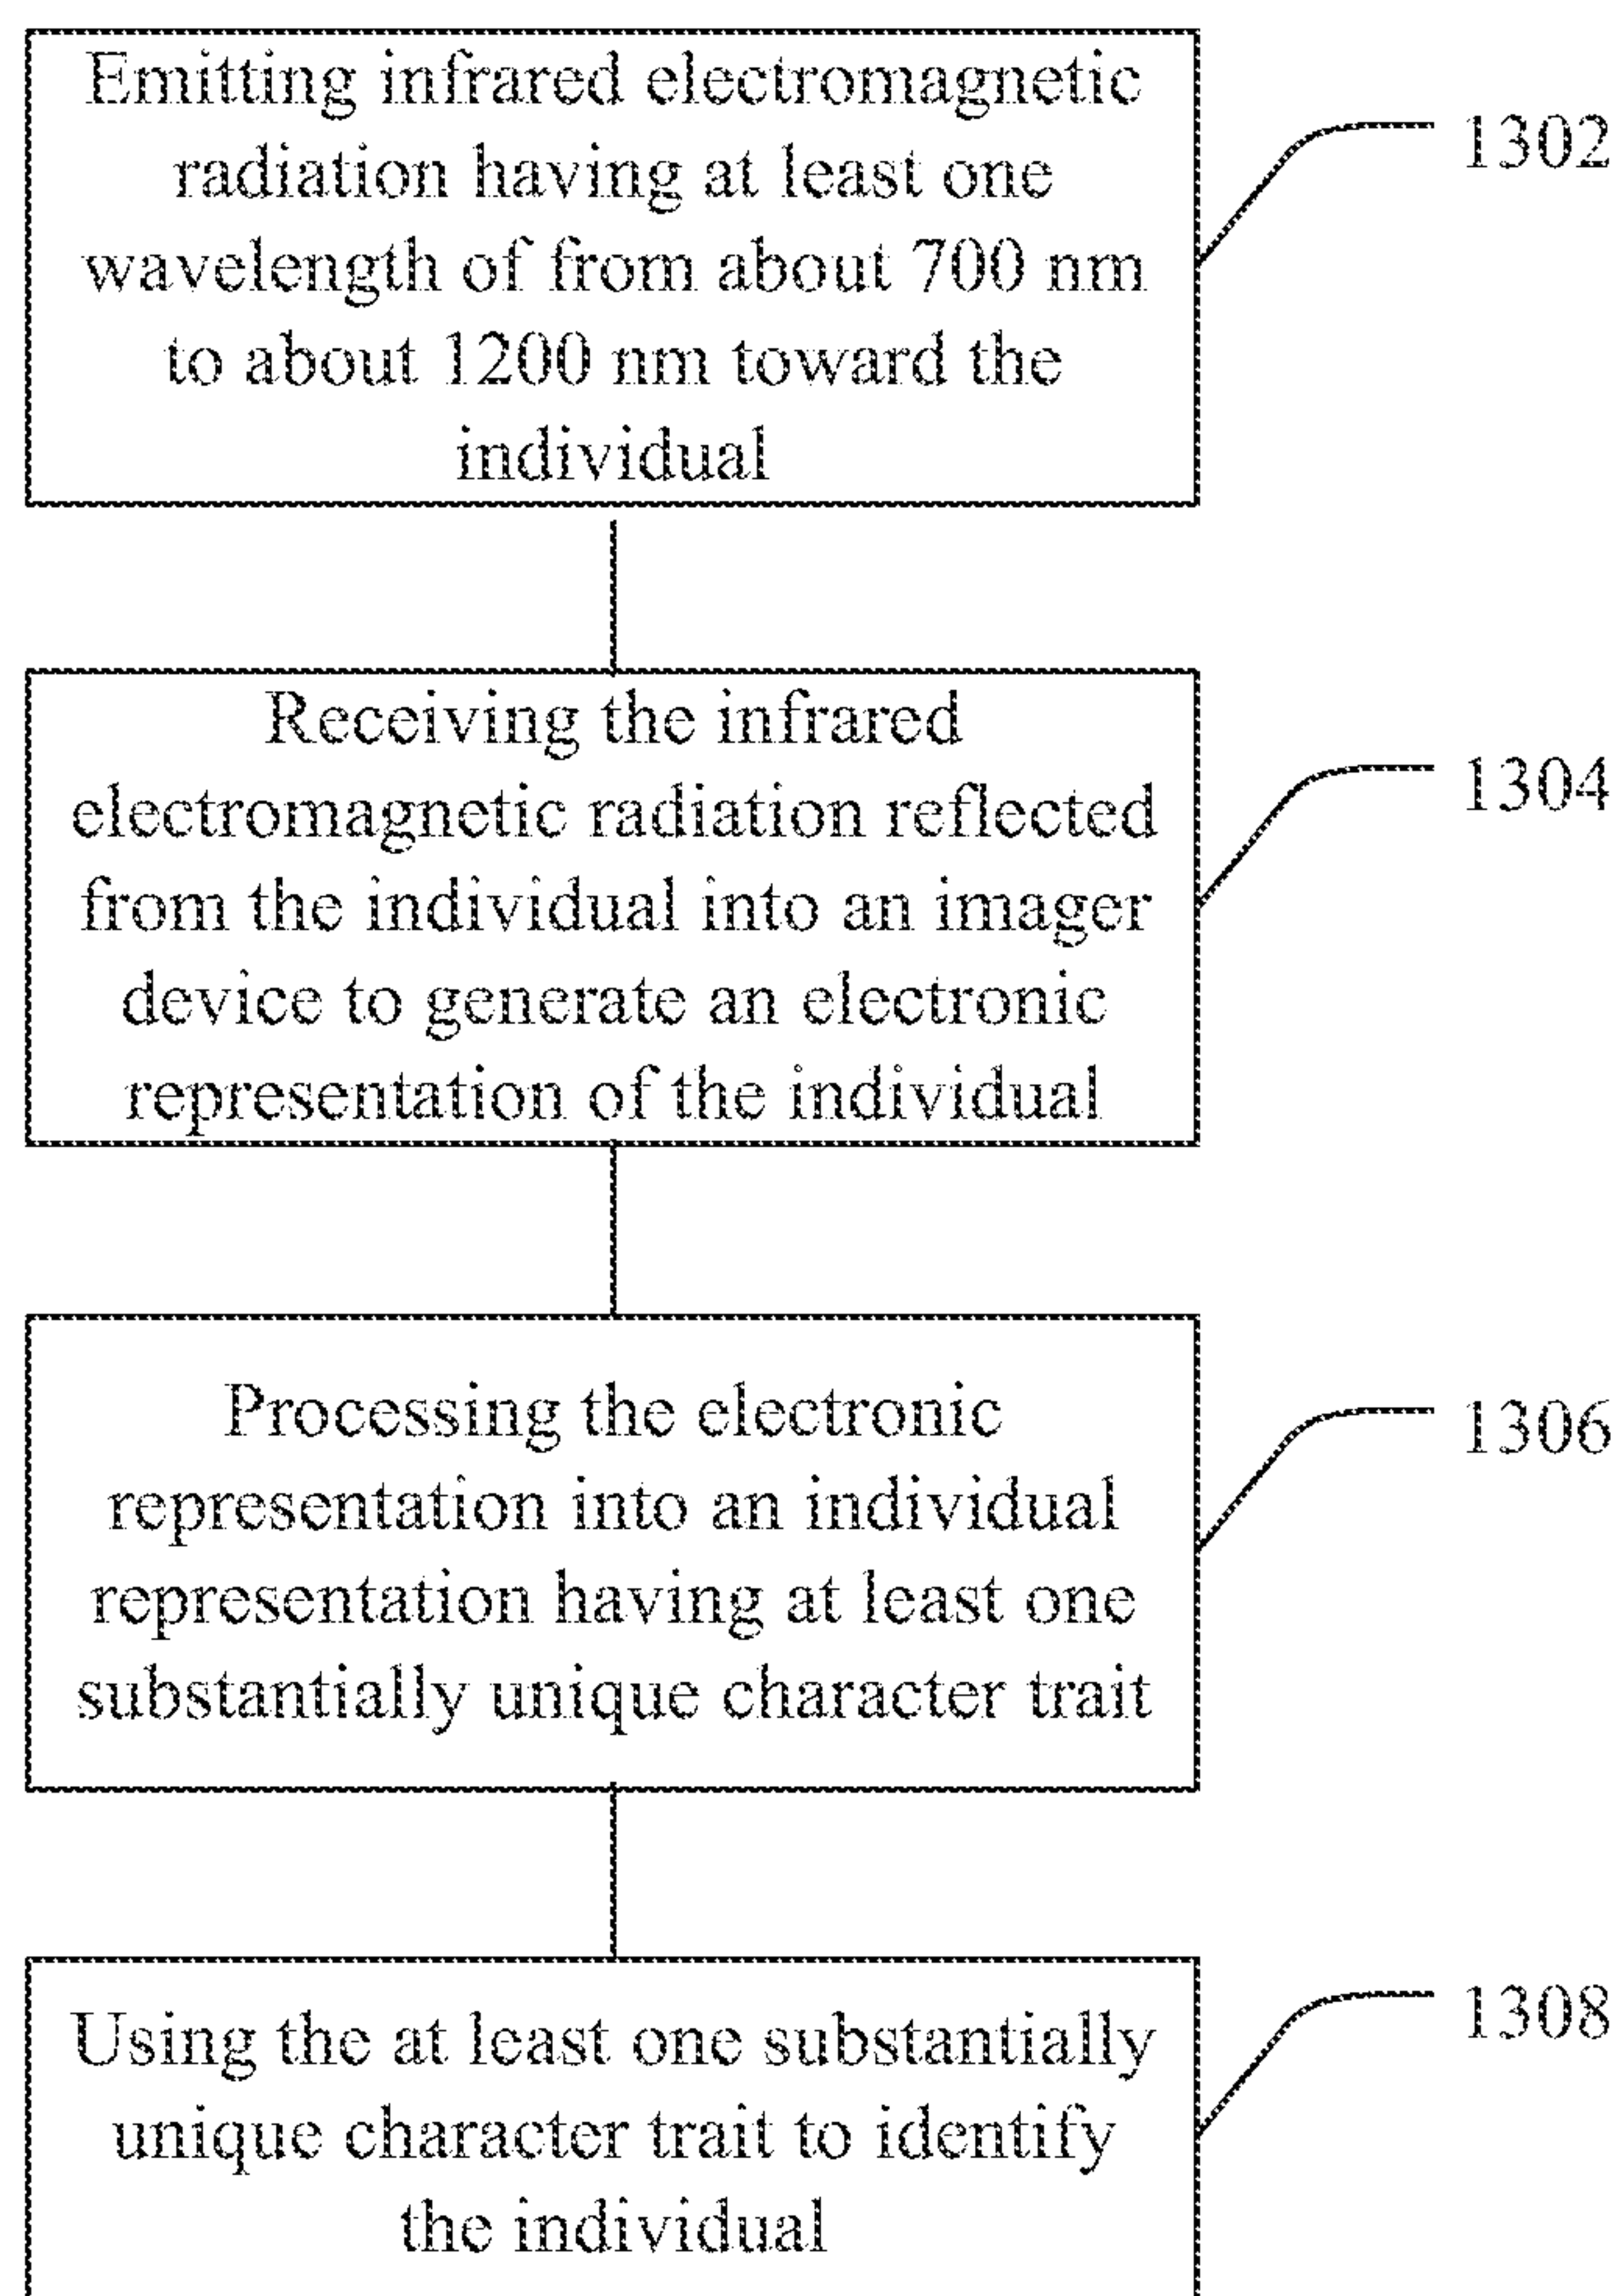 Emitting infrared electromagnetic
radiation having at least one
wavelength of from about 700 nm
to about 1200 nm toward the
individual
1302
Receiving the infrared
electromagnetic radiation reflected
from the individual into an imager
device to generate an electronic
representation of the individual
1304
Processing the electronic
representation into an individual
representation having at least one
substantially unique character trait
1306
Using the at least one substantially
unique character trait to identify
the individual
1308